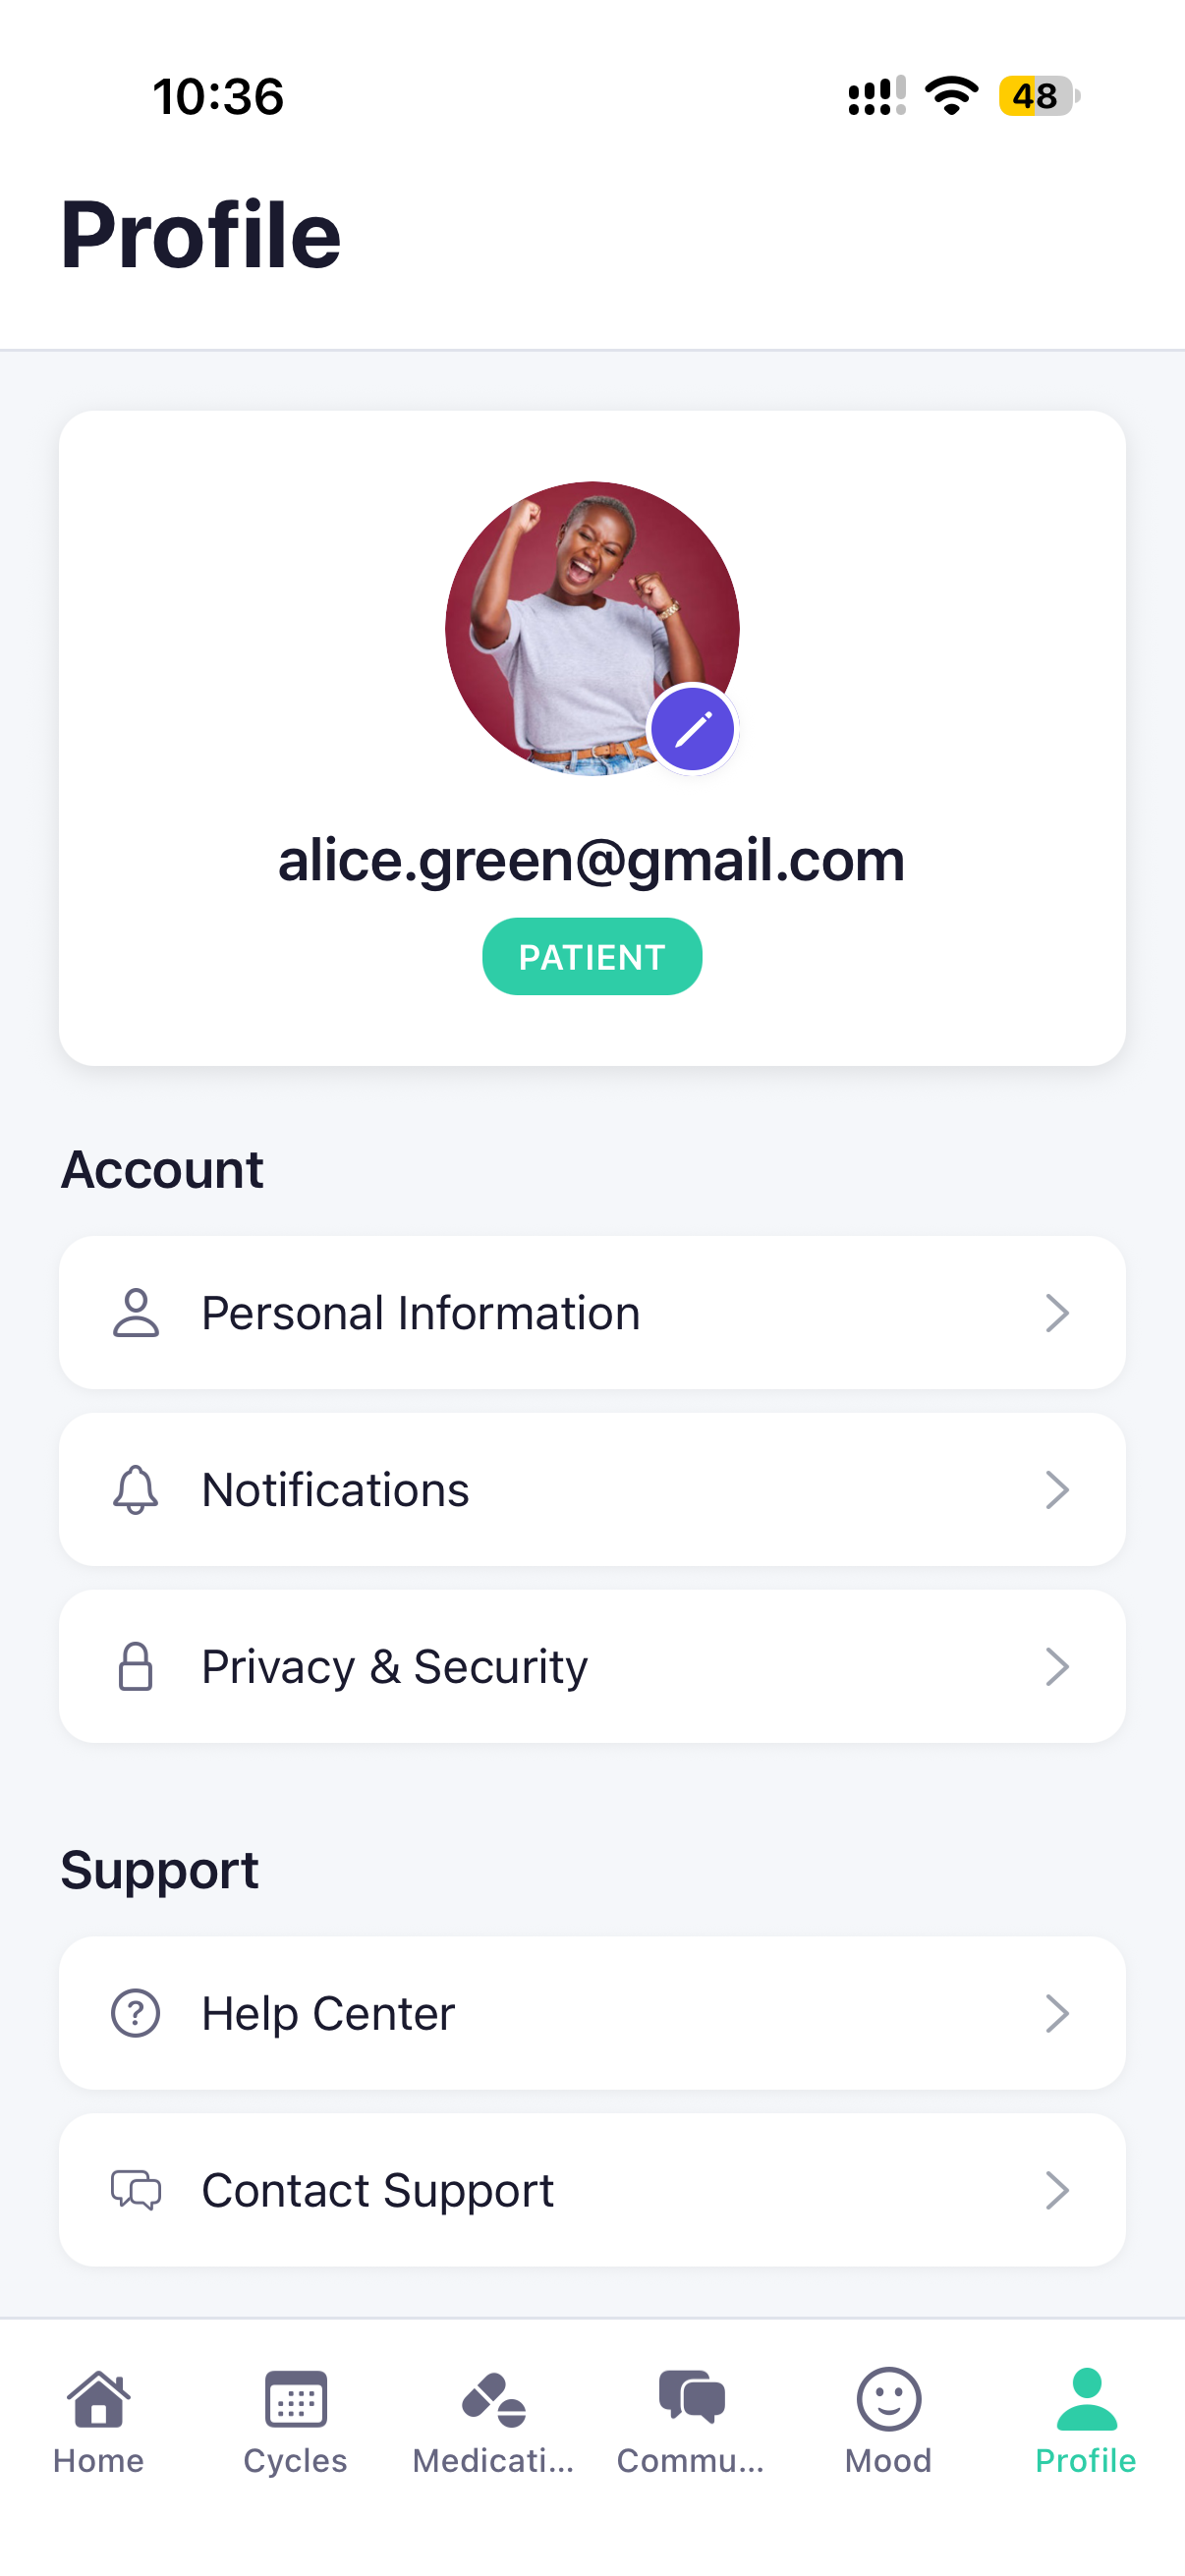 10:36
48
Profile
alice.green@gmail.com
PATIENT
Account
Personal Information
Notifications
Privacy & Security
Support
Help Center
Contact Support
Home
Cycles
Medicati...
Commu...
Mood
Profile